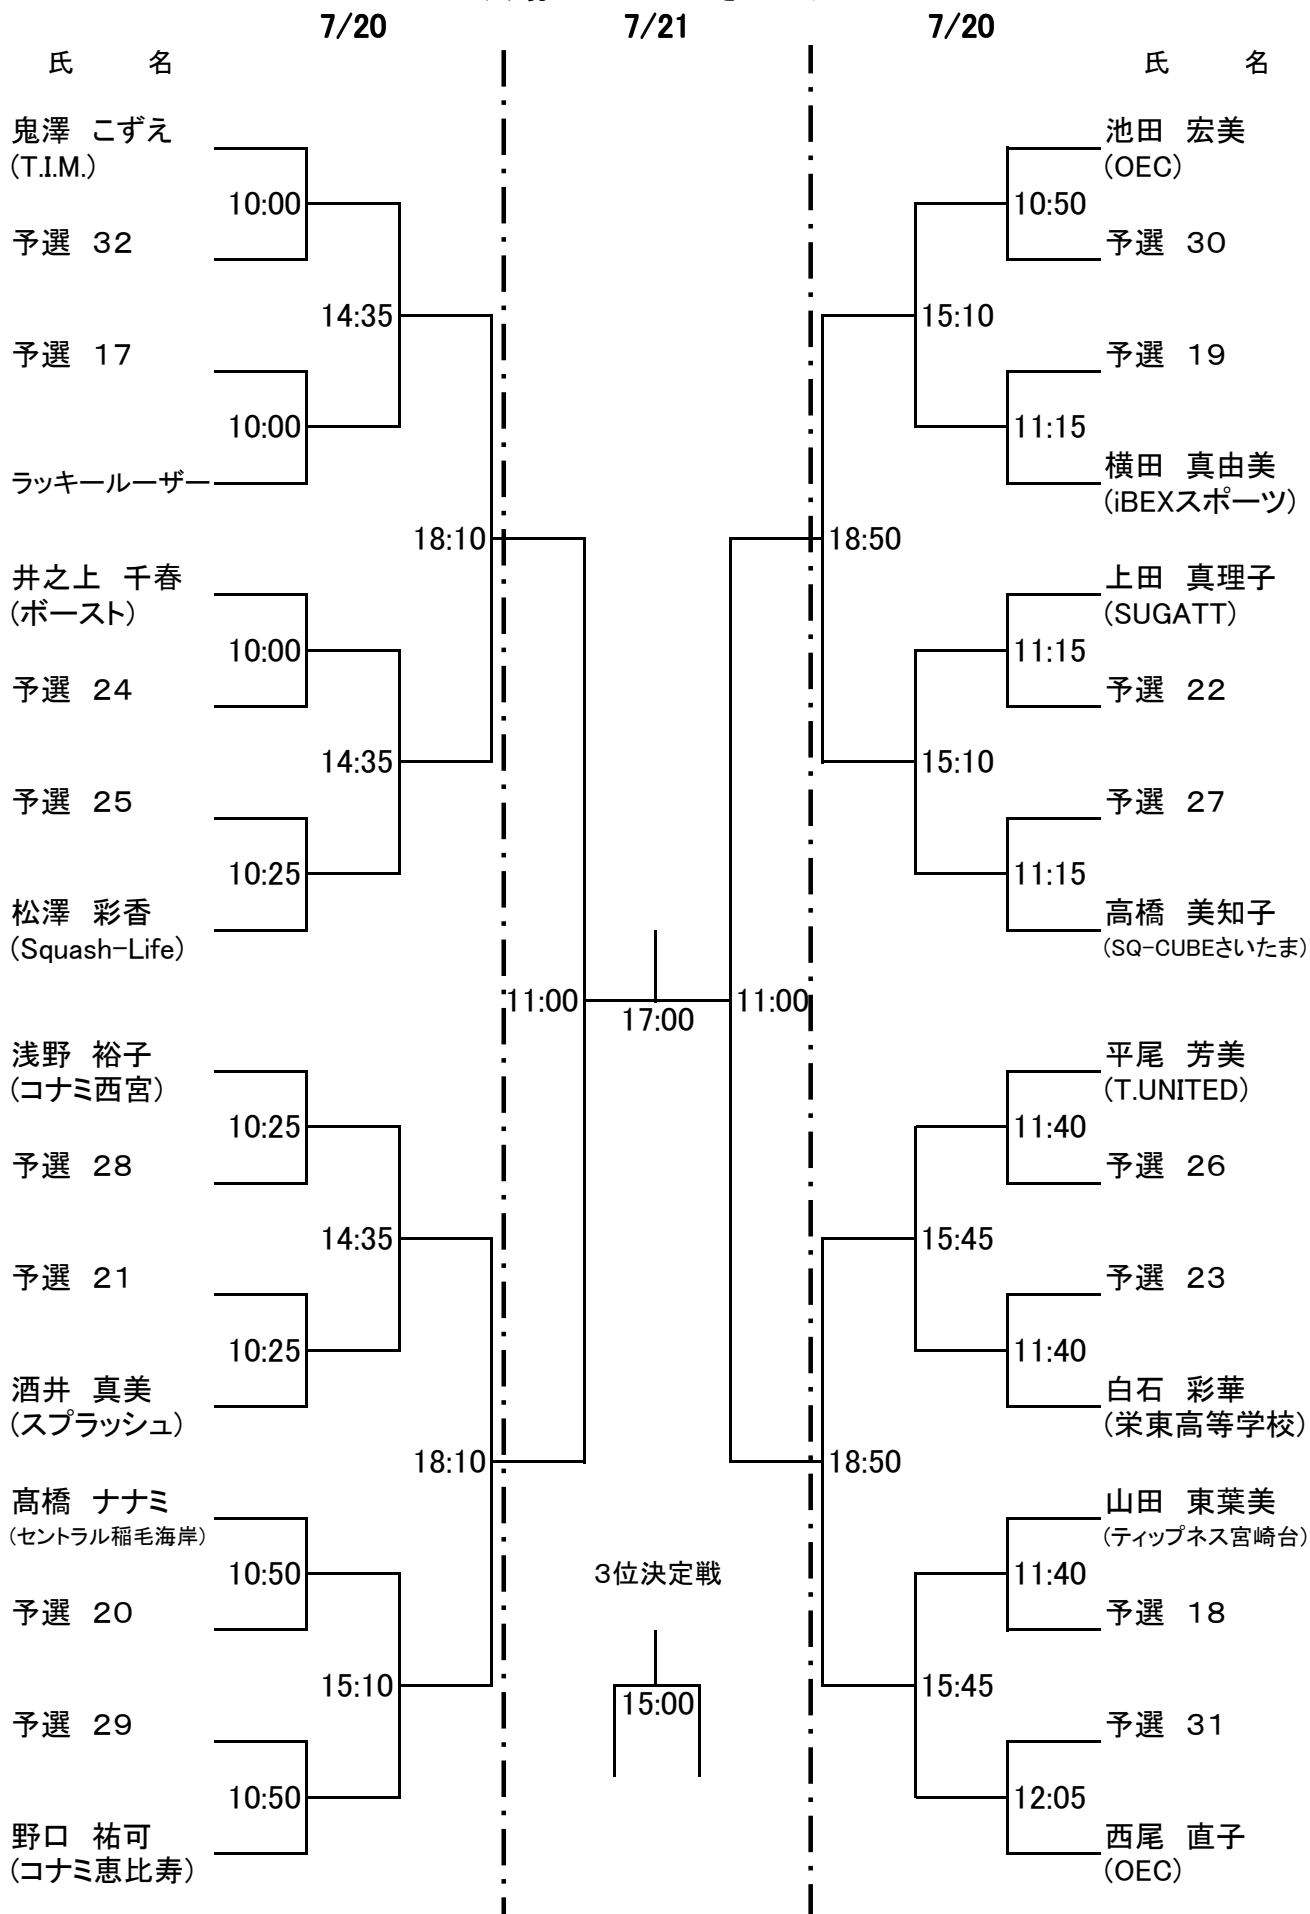 7/20
7/21
7/20
氏 名
氏 名
鬼澤 こずえ
(T.I.M.)
10:00
予選 32
14:35
予選 17
10:00
ラッキールーザー
18:10
井之上 千春
(ボースト)
10:00
予選 24
14:35
予選 25
10:25
松澤 彩香
(Squash-Life)
11:00
浅野 裕子
(コナミ西宮)
10:25
予選 28
14:35
予選 21
10:25
酒井 真美
(スプラッシュ)
18:10
髙橋 ナナミ
(セントラル稲毛海岸)
10:50
予選 20
15:10
予選 29
10:50
野口 祐可
(コナミ恵比寿)
17:00
3位決定戦
15:00
池田 宏美
(OEC)
10:50
予選 30
15:10
予選 19
11:15
横田 真由美
(iBEXスポーツ)
18:50
上田 真理子
(SUGATT)
11:15
予選 22
15:10
予選 27
11:15
高橋 美知子
(SQ-CUBEさいたま)
11:00
平尾 芳美
(T.UNITED)
11:40
予選 26
15:45
予選 23
11:40
白石 彩華
(栄東高等学校)
18:50
山田 東葉美
(ティップネス宮崎台)
11:40
予選 18
15:45
予選 31
12:05
西尾 直子
(OEC)